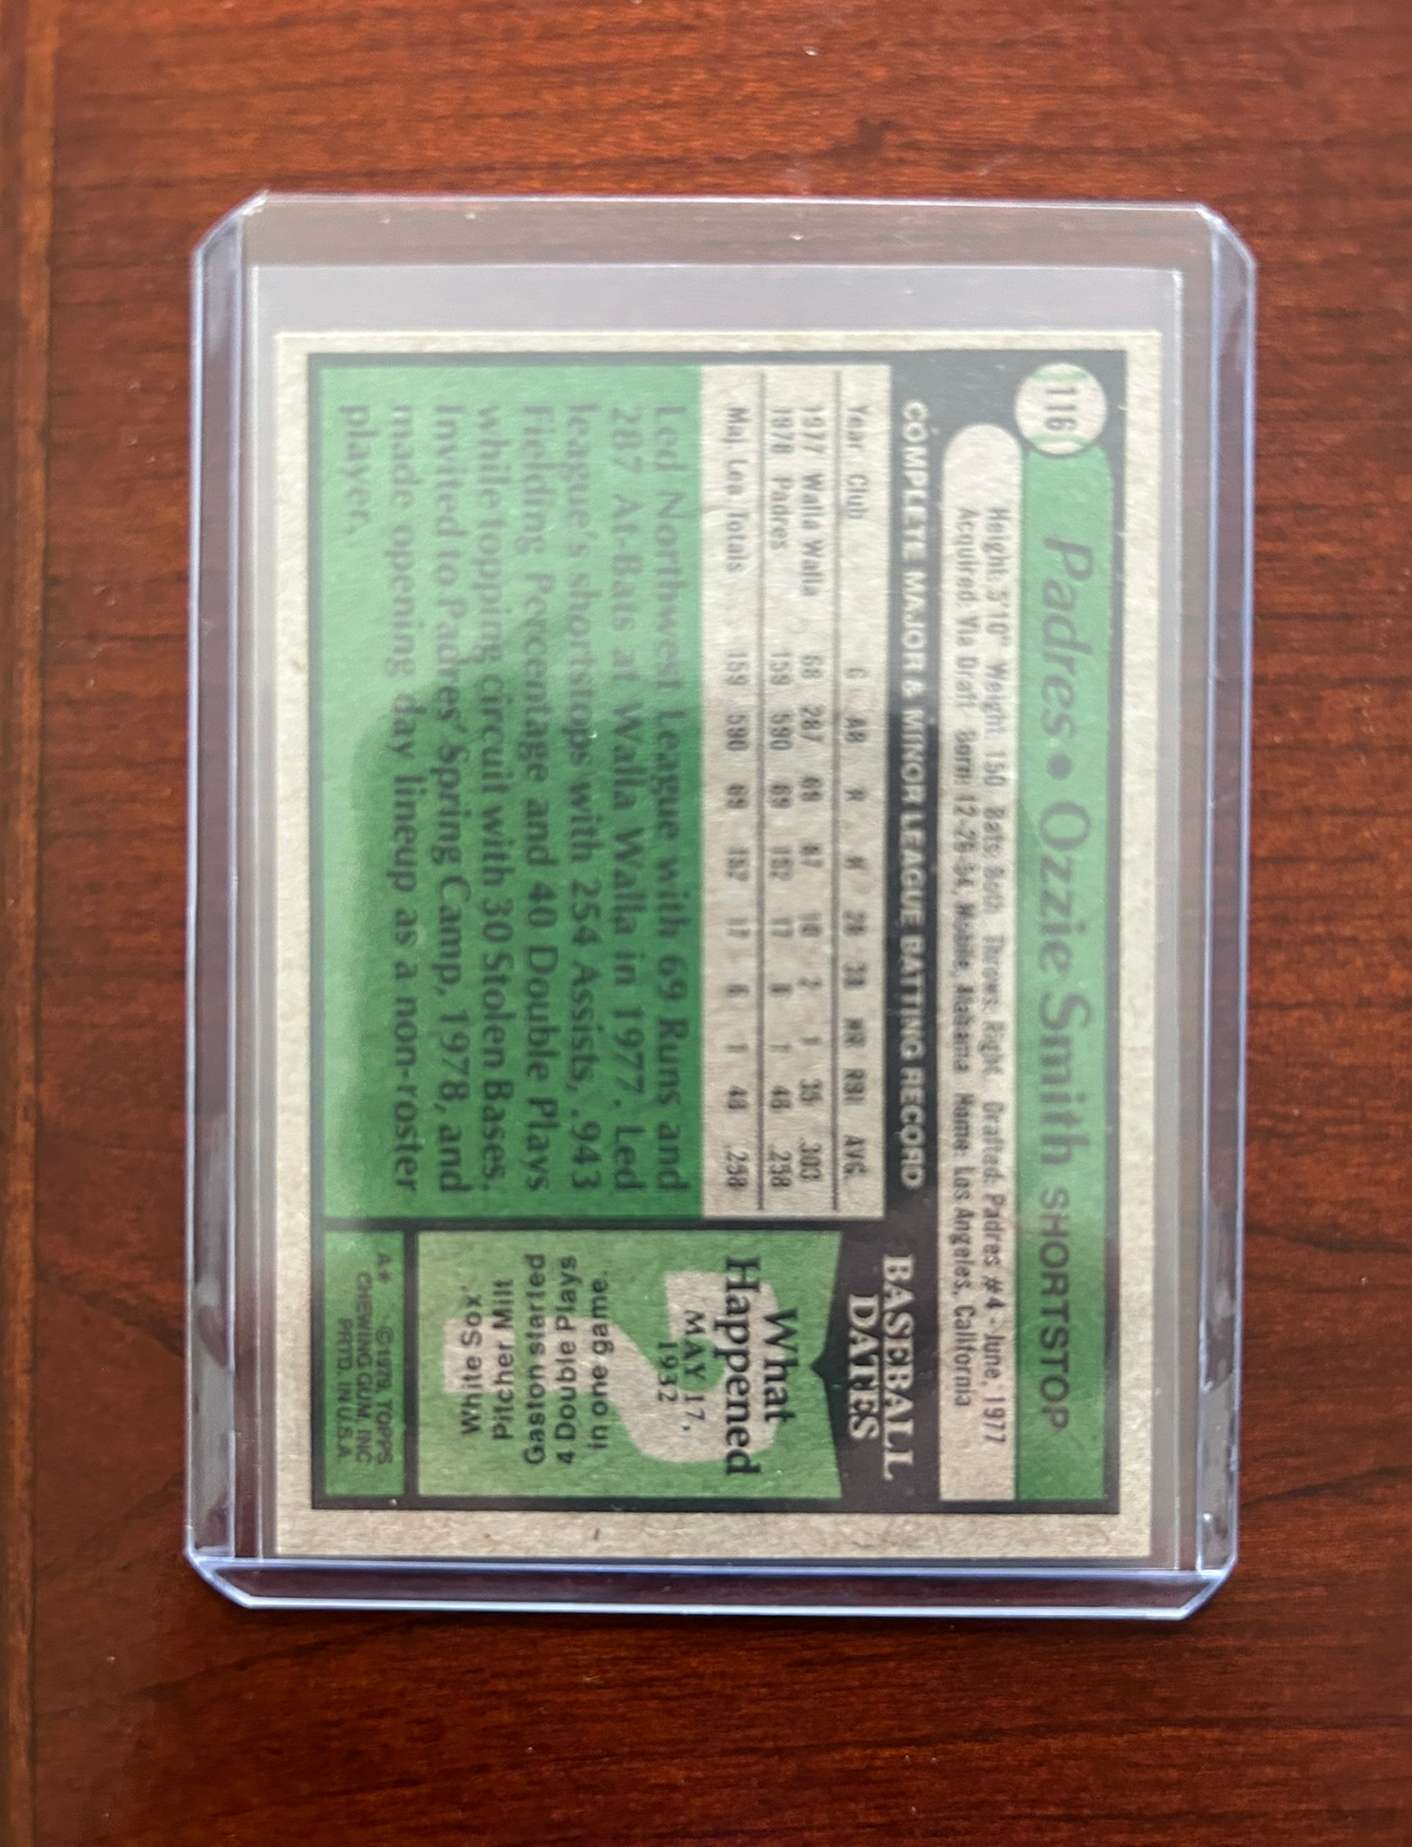 116 Padres • Ozzie Smith SHORTSTOP
Height: 5'10" Weight: 150 Bats: Both Throws: Right Drafted: Padres #4 - June, 1977
Acquired: Via Draft Born: 12-26-54, Mobile, Alabama Home: Los Angeles, California
COMPLETE MAJOR & MINOR LEAGUE BATTING RECORD
Year Club G AB R H 2B 3B HR RBI AVG.
1977 Walla Walla 68 287 69 87 10 2 1 35 .303
1978 Padres 159 590 69 152 17 6 1 46 .258
Maj. Lea. Totals 159 590 69 152 17 6 1 46 .258
Led Northwest League with 69 Runs and
287 At-Bats at Walla Walla in 1977. Led
league's shortstops with 254 Assists, .943
Fielding Percentage and 40 Double Plays
while topping circuit with 30 Stolen Bases.
Invited to Padres' Spring Camp, 1978, and
made opening day lineup as a non-roster
player.
BASEBALL
DATES
What
Happened
MAY 17,
1932
?
White Sox'
Pitcher Milt
Gaston started
4 Double Plays
in one game.
A* ©1979, TOPPS
CHEWING GUM, INC.
PRTD. IN U.S.A.